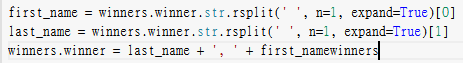 first_name = winners.winner.str.rsplit(' ', n=1, expand=True)[0]
last_name = winners.winner.str.rsplit(' ', n=1, expand=True)[1]
winners.winner = last_name + ', ' + first_namewinners